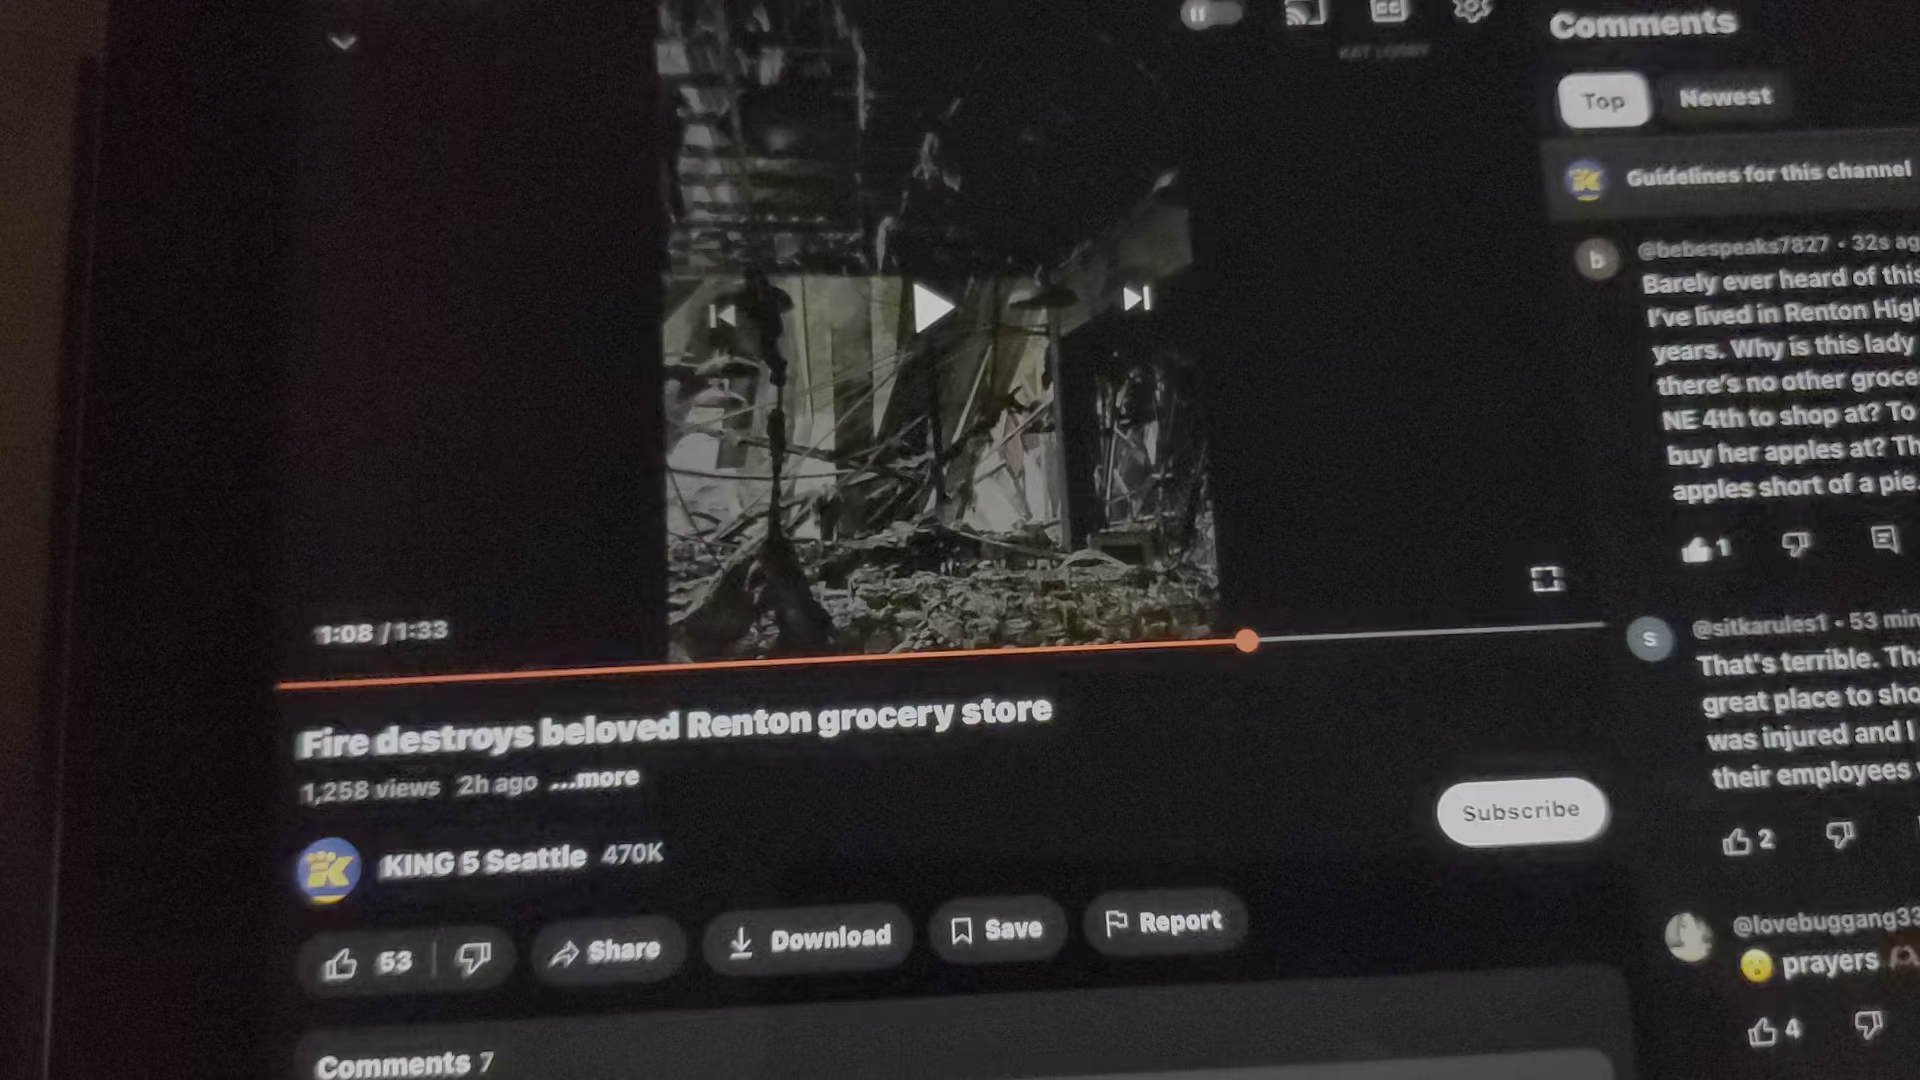 Comments
Top
Newest
Guidelines for this channel
b
@bebespeaks7827 • 32s ag
Barely ever heard of this
I've lived in Renton High
years. Why is this lady
there's no other groce
NE 4th to shop at? To
buy her apples at? Th
apples short of a pie.
1
s
@sitkarules1 • 53 min
That's terrible. Tha
great place to sho
was injured and I
their employees
2
@lovebuggang33
prayers
4
CC
1:08 / 1:33
Fire destroys beloved Renton grocery store
1,258 views 2h ago ...more
Subscribe
KING 5 Seattle 470K
53
Share
Download
Save
Report
Comments 7